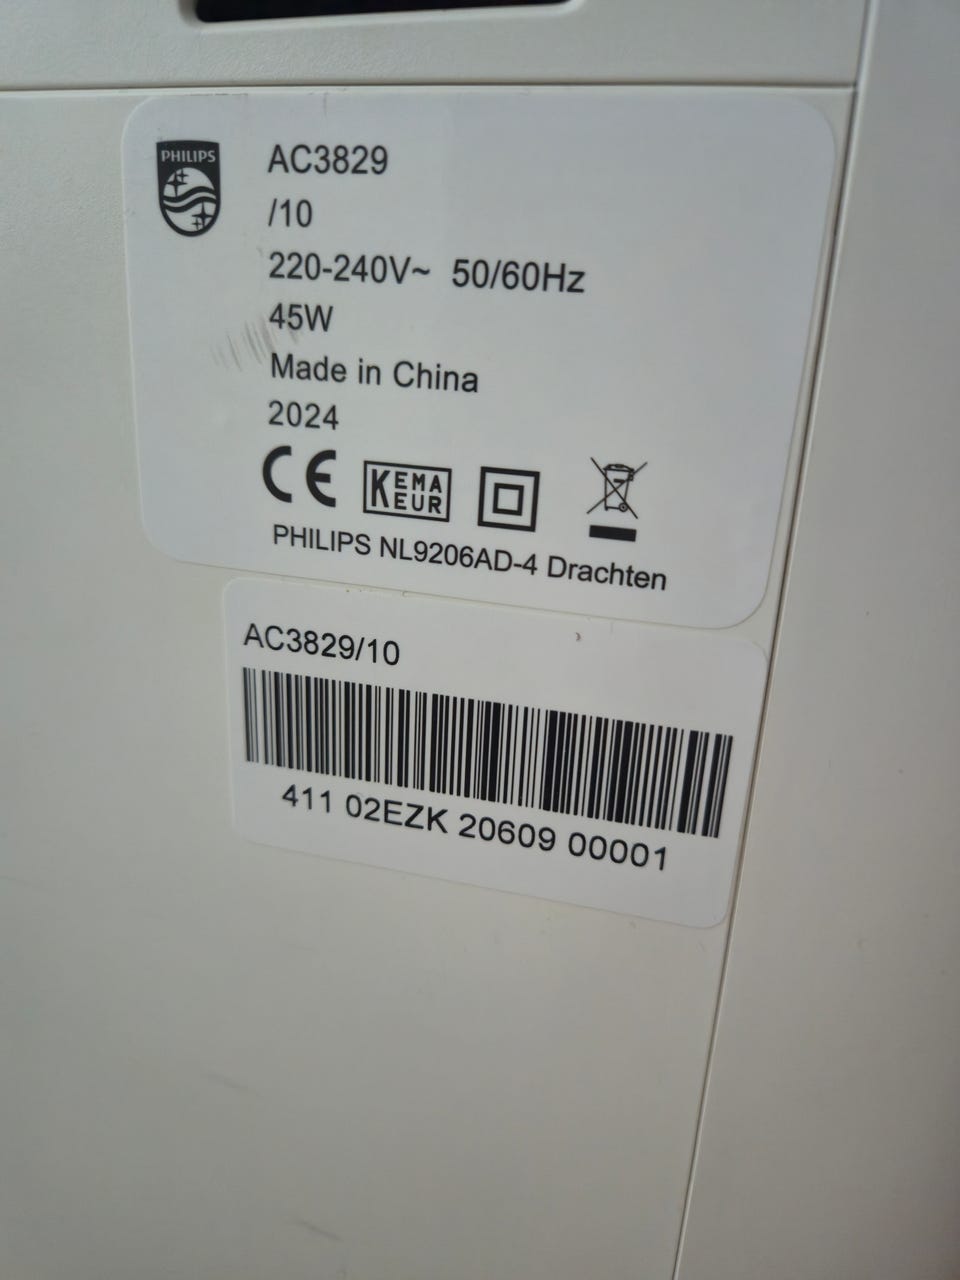 PHILIPS
AC3829
/10
220-240V~ 50/60Hz
45W
Made in China
2024
CE
KEMA
EUR
PHILIPS NL9206AD-4 Drachten
AC3829/10
411 02EZK 20609 00001